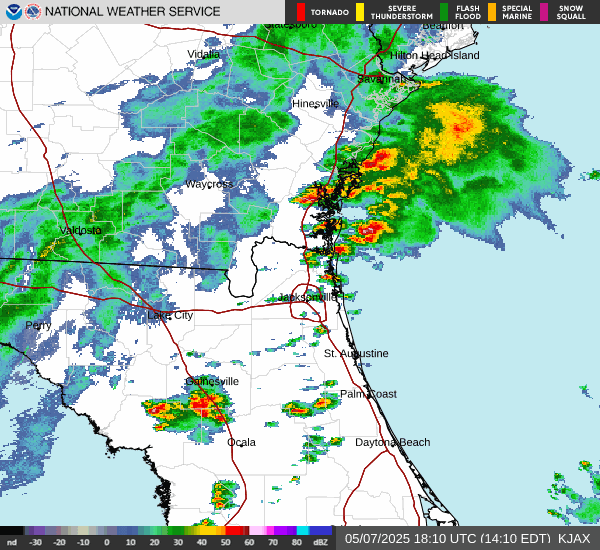 NATIONAL WEATHER SERVICE
TORNADO
SEVERE THUNDERSTORM
FLASH FLOOD
SPECIAL MARINE
SNOW SQUALL
Statesboro
Beaufort
Vidalia
Hilton Head Island
Savannah
Hinesville
Waycross
Valdosta
Jacksonville
Lake City
Perry
St. Augustine
Gainesville
Palm Coast
Ocala
Daytona Beach
nd -30 -20 -10 0 10 20 30 40 50 60 70 80 dBZ
05/07/2025 18:10 UTC (14:10 EDT) KJAX